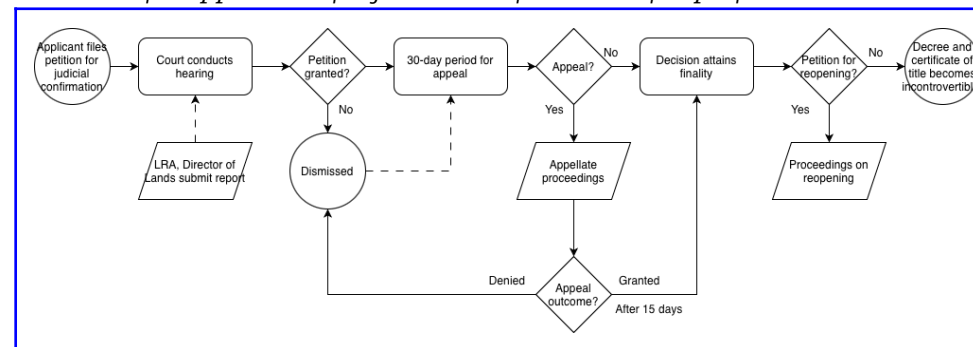 Applicant files
petition for
judicial
confirmation
Court conducts
hearing
Petition
granted?
30-day period for
appeal
Appeal?
No
Decision attains
finality
Petition for
reopening?
No
Decree and
certificate of
title becomes
incontrovertible
No
Yes
Yes
LRA, Director of
Lands submit report
Dismissed
Appellate
proceedings
Proceedings on
reopening
Denied
Appeal
outcome?
Granted
After 15 days